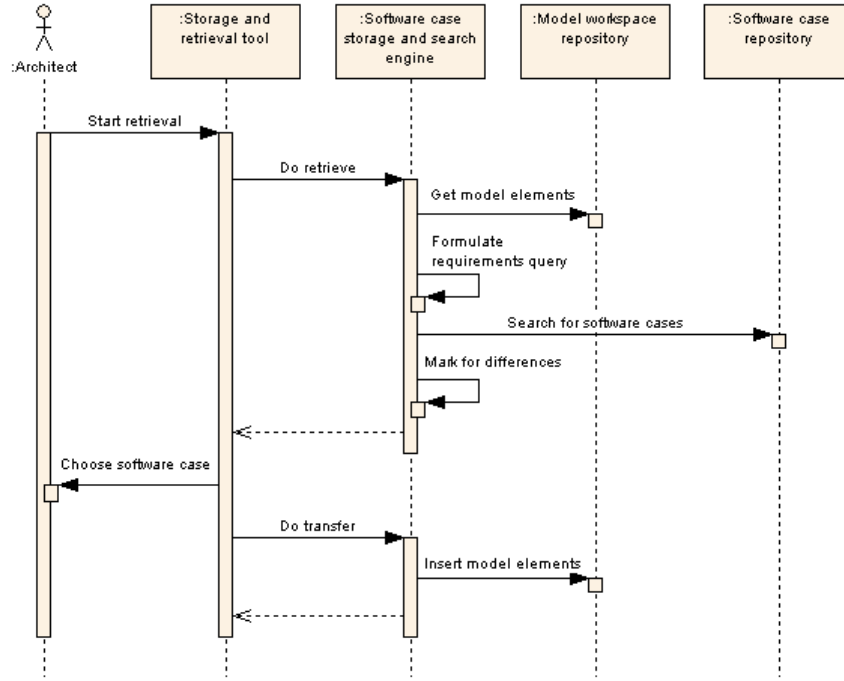 :Architect
:Storage and
retrieval tool
:Software case
storage and search
engine
:Model workspace
repository
:Software case
repository
Start retrieval
Do retrieve
Get model elements
Formulate
requirements query
Search for software cases
Mark for differences
Choose software case
Do transfer
Insert model elements